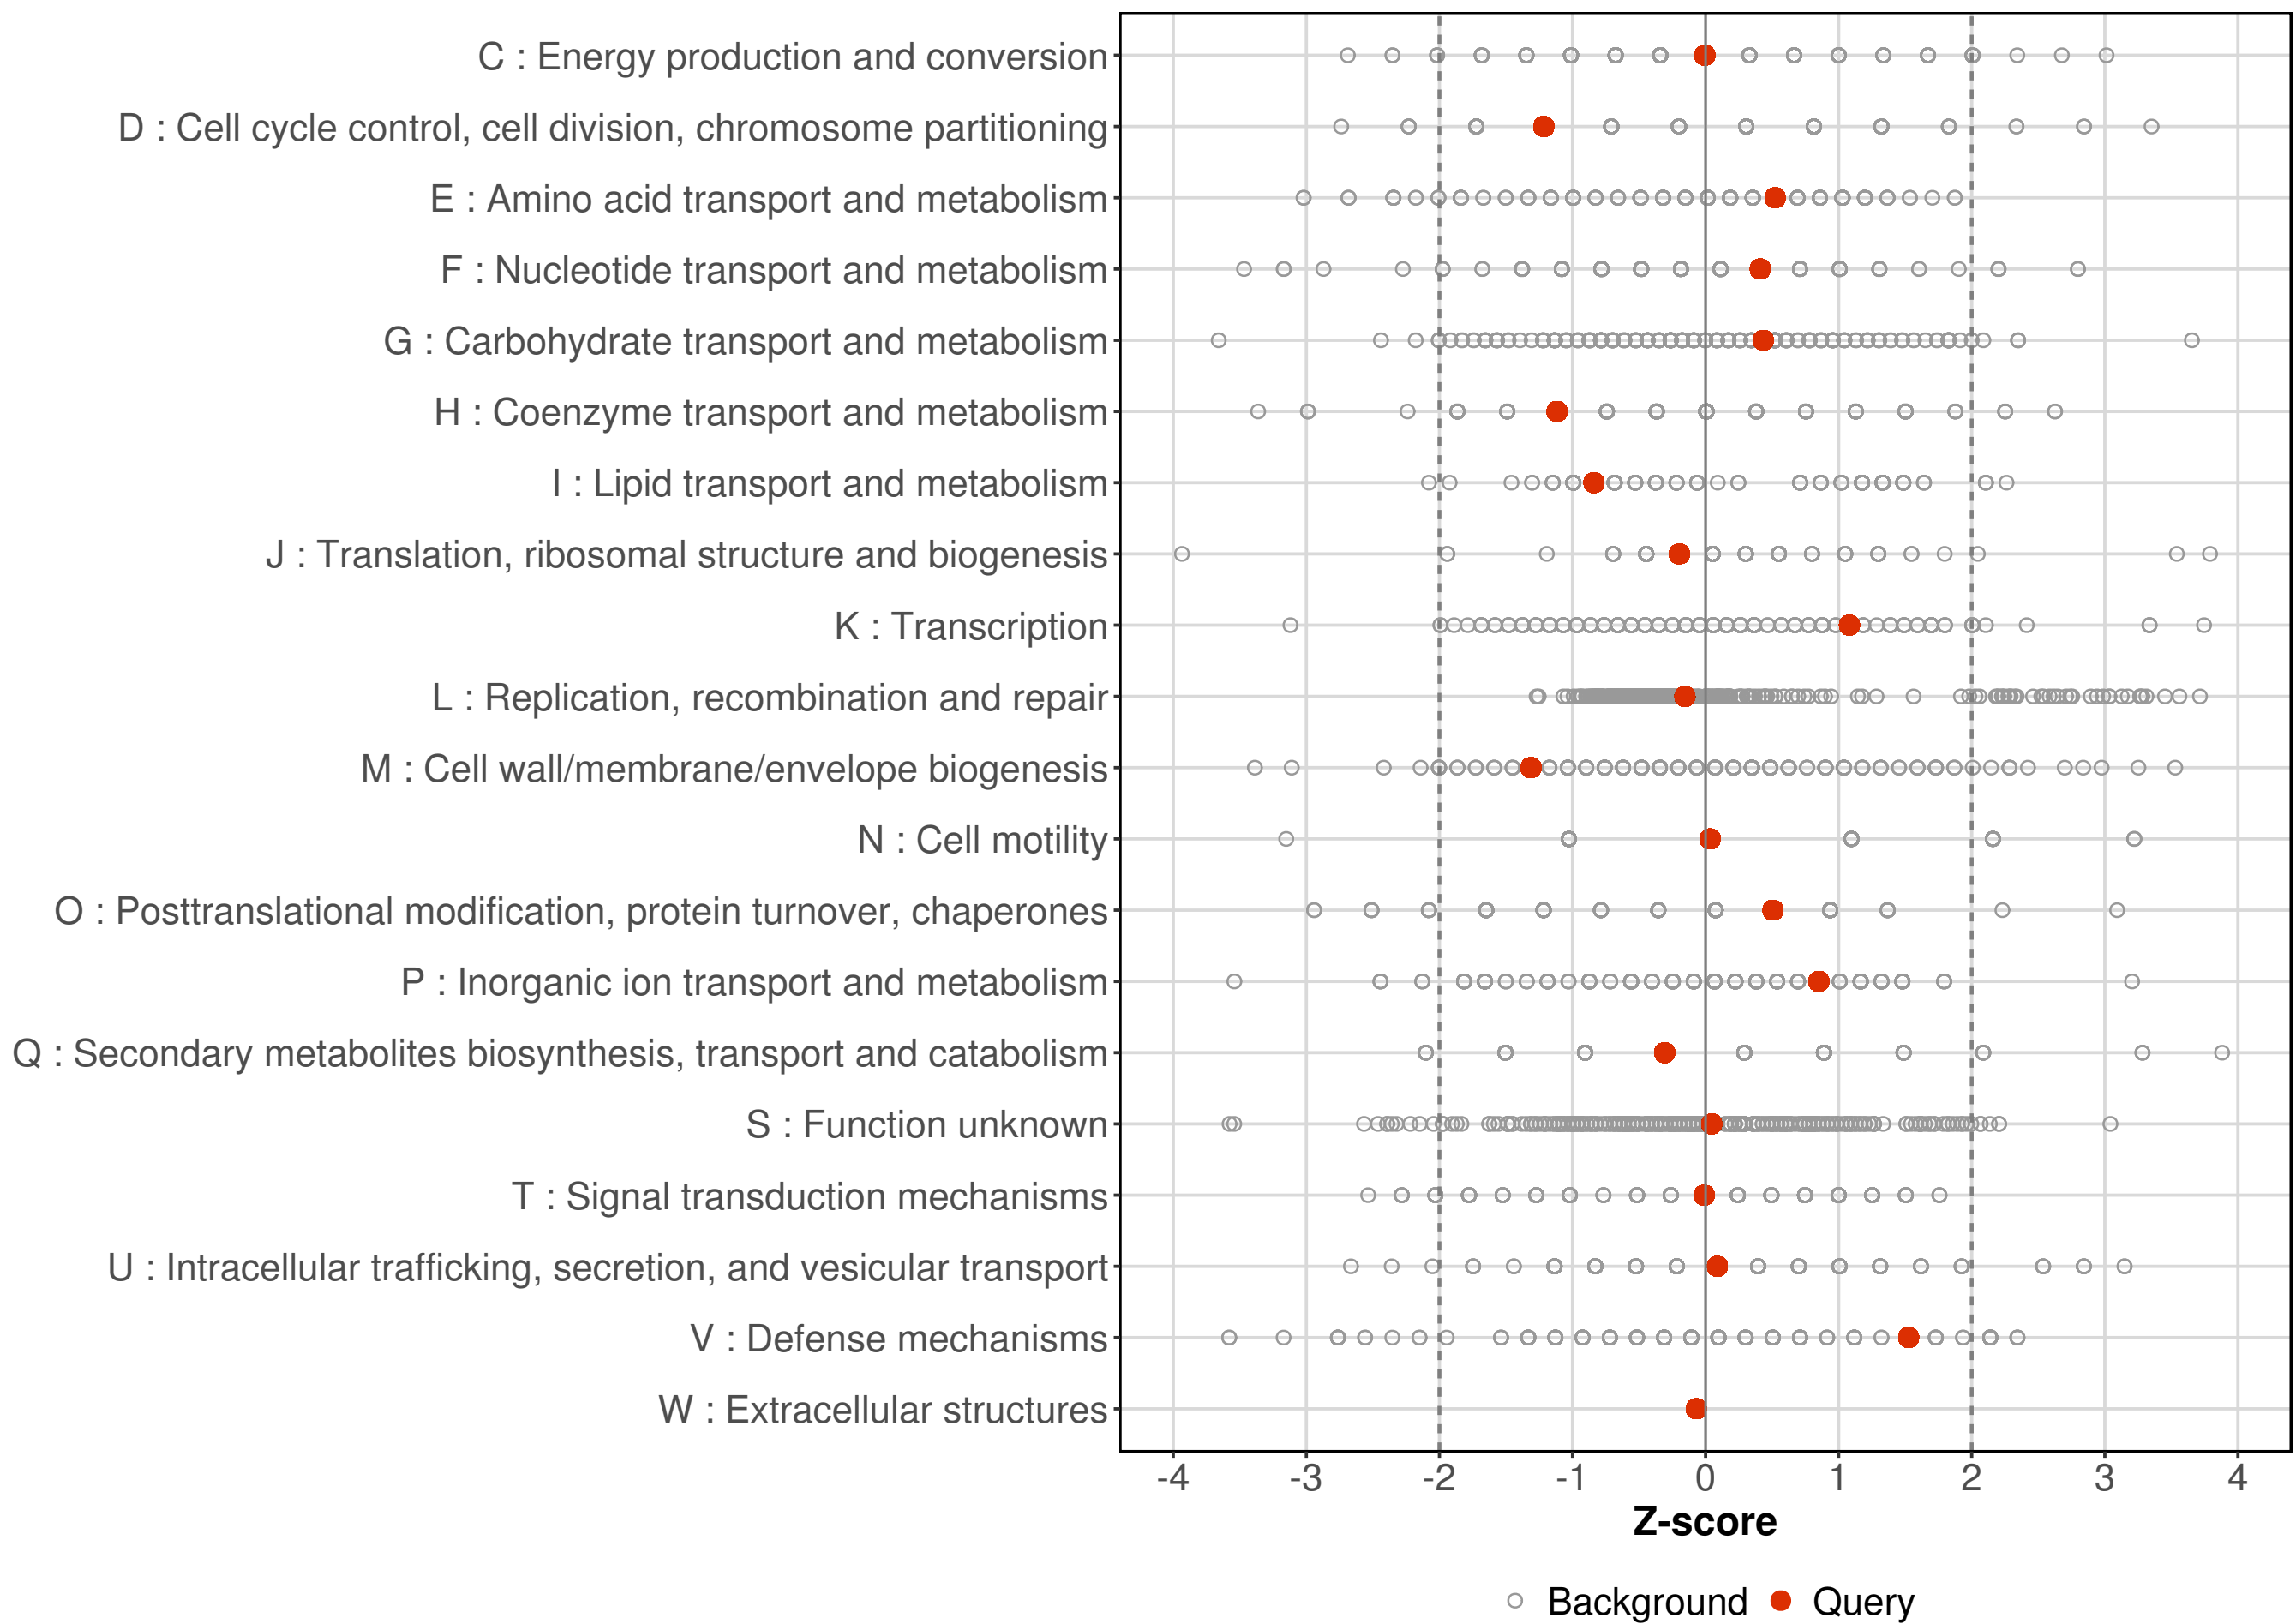 C : Energy production and conversion
D : Cell cycle control, cell division, chromosome partitioning
E : Amino acid transport and metabolism
F : Nucleotide transport and metabolism
G : Carbohydrate transport and metabolism
H : Coenzyme transport and metabolism
I : Lipid transport and metabolism
J : Translation, ribosomal structure and biogenesis
K : Transcription
L : Replication, recombination and repair
M : Cell wall/membrane/envelope biogenesis
N : Cell motility
O : Posttranslational modification, protein turnover, chaperones
P : Inorganic ion transport and metabolism
Q : Secondary metabolites biosynthesis, transport and catabolism
S : Function unknown
T : Signal transduction mechanisms
U : Intracellular trafficking, secretion, and vesicular transport
V : Defense mechanisms
W : Extracellular structures
-4 -3 -2 -1 0 1 2 3 4
Z-score
Background Query